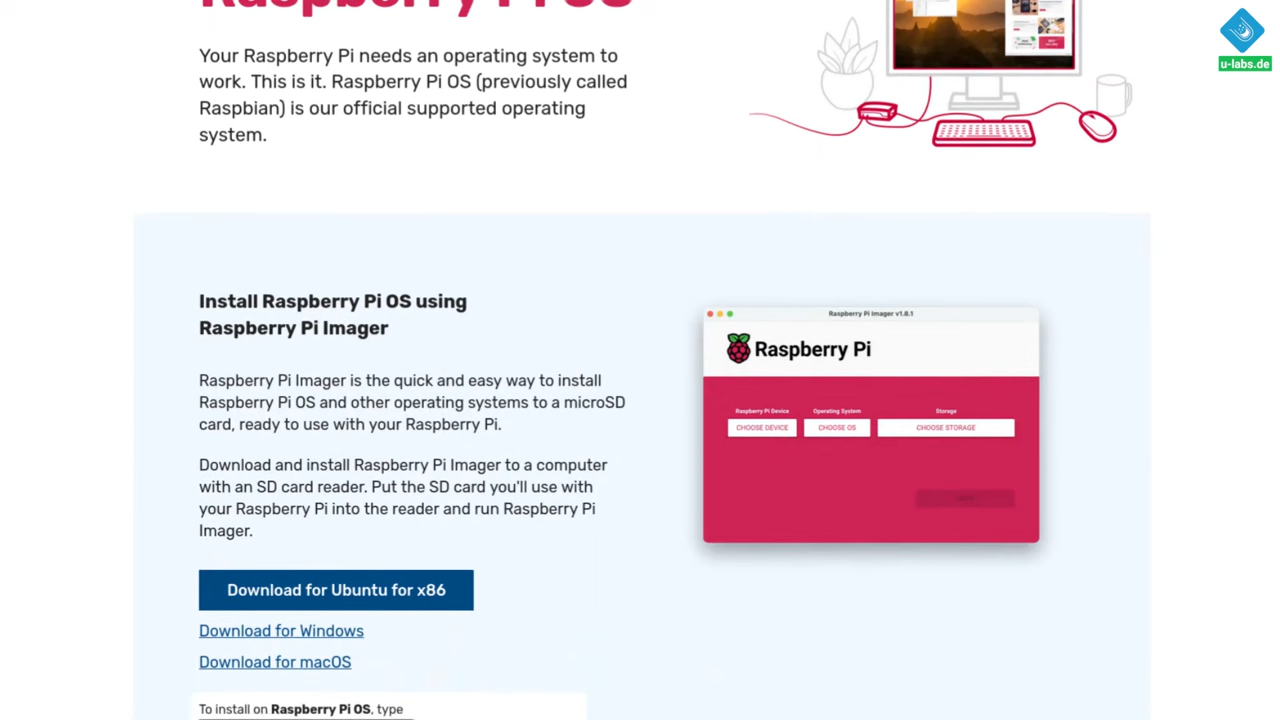 Raspberry Pi OS
Your Raspberry Pi needs an operating system to
work. This is it. Raspberry Pi OS (previously called
Raspbian) is our official supported operating
system.
u-labs.de
Install Raspberry Pi OS using
Raspberry Pi Imager
Raspberry Pi Imager is the quick and easy way to install
Raspberry Pi OS and other operating systems to a microSD
card, ready to use with your Raspberry Pi.
Download and install Raspberry Pi Imager to a computer
with an SD card reader. Put the SD card you'll use with
your Raspberry Pi into the reader and run Raspberry Pi
Imager.
Download for Ubuntu for x86
Download for Windows
Download for macOS
To install on Raspberry Pi OS, type
Raspberry Pi Imager v1.8.1
Raspberry Pi
Raspberry Pi Device
Operating System
Storage
CHOOSE DEVICE
CHOOSE OS
CHOOSE STORAGE